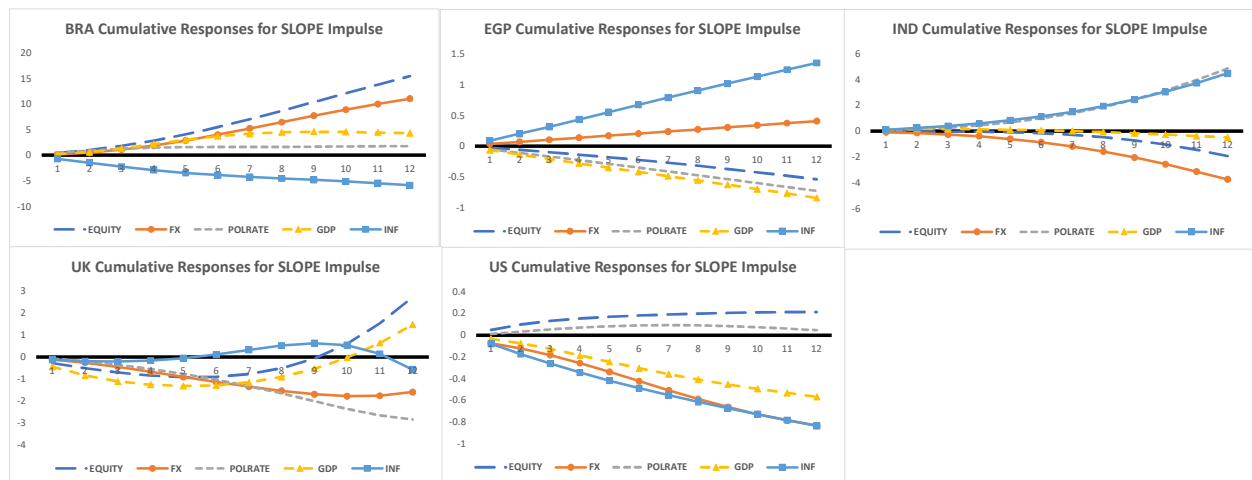 BRA Cumulative Responses for SLOPE Impulse
20
15
10
5
0
-5
-10
1 2 3 4 5 6 7 8 9 10 11 12
EQUITY FX POLRATE GDP INF
EGP Cumulative Responses for SLOPE Impulse
1.5
1
0.5
0
-0.5
-1
1 2 3 4 5 6 7 8 9 10 11 12
EQUITY FX POLRATE GDP INF
IND Cumulative Responses for SLOPE Impulse
6
4
2
0
-2
-4
-6
1 2 3 4 5 6 7 8 9 10 11 12
EQUITY FX POLRATE GDP INF
UK Cumulative Responses for SLOPE Impulse
3
2
1
0
-1
-2
-3
-4
1 2 3 4 5 6 7 8 9 10 11 12
EQUITY FX POLRATE GDP INF
US Cumulative Responses for SLOPE Impulse
0.4
0.2
0
-0.2
-0.4
-0.6
-0.8
-1
1 2 3 4 5 6 7 8 9 10 11 12
EQUITY FX POLRATE GDP INF